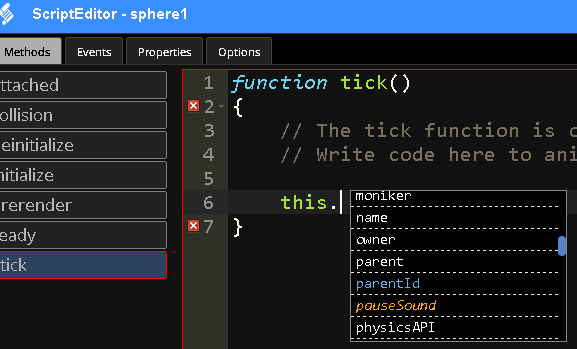 ScriptEditor - sphere1
Methods Events Properties Options
ttached
ollision
einitialize
nitialize
rerender
eady
tick
1 function tick()
2 {
3 // The tick function is c
4 // Write code here to ani
5
6 this.
7 }
moniker
name
owner
parent
parentId
pauseSound
physicsAPI